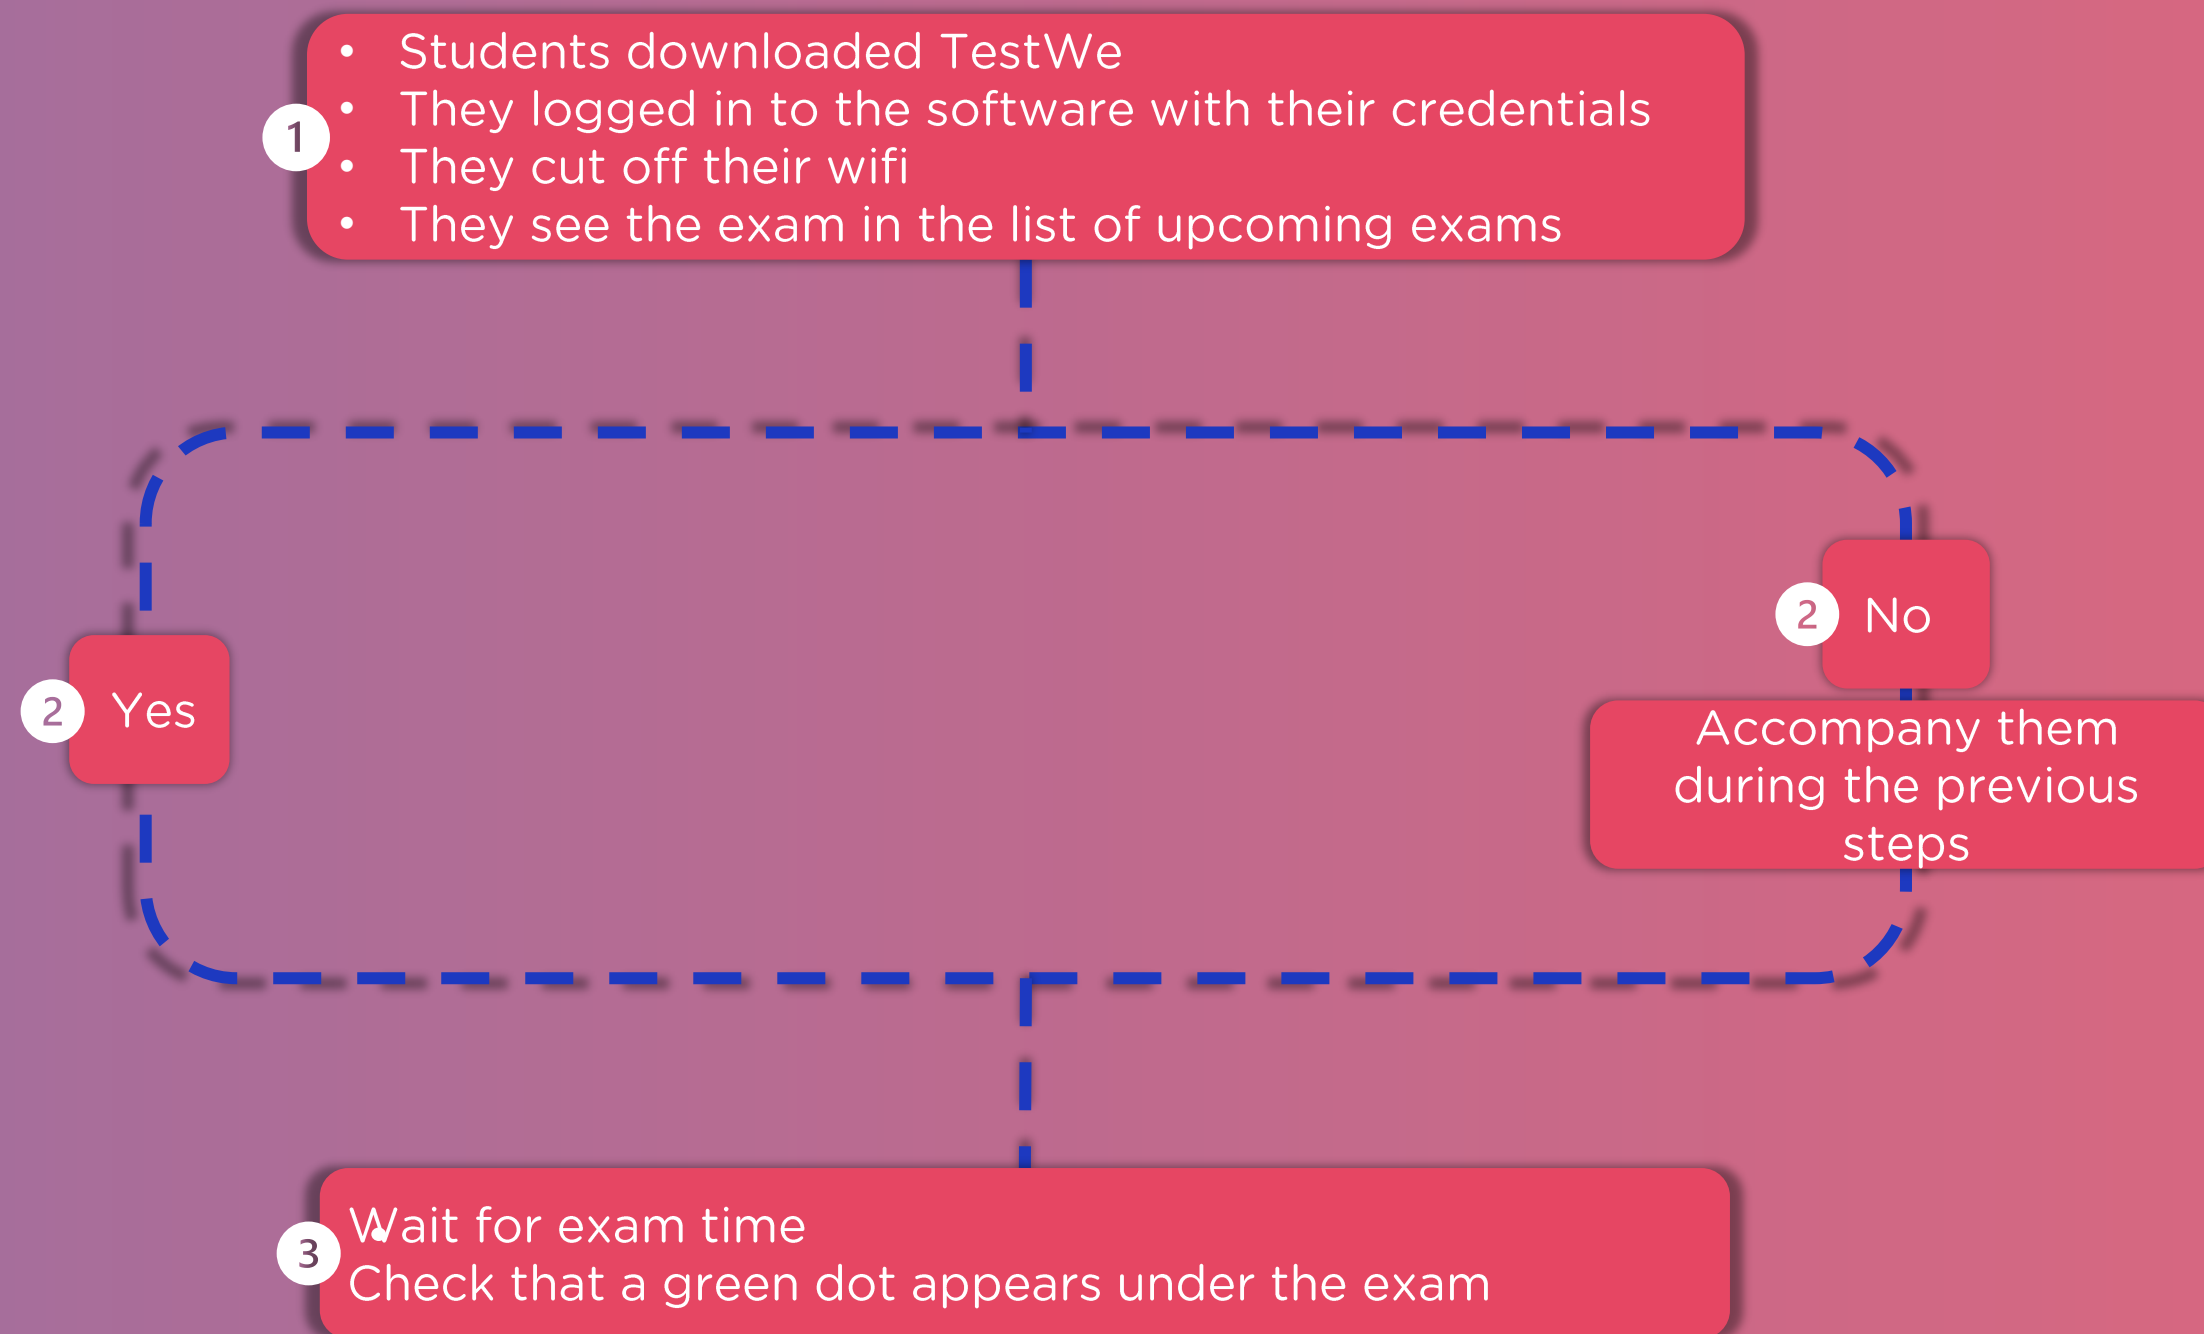 • Students downloaded TestWe
• They logged in to the software with their credentials
1
• They cut off their wifi
• They see the exam in the list of upcoming exams
2 No
2 Yes
Accompany them
during the previous
steps
Wait for exam time
3
Check that a green dot appears under the exam